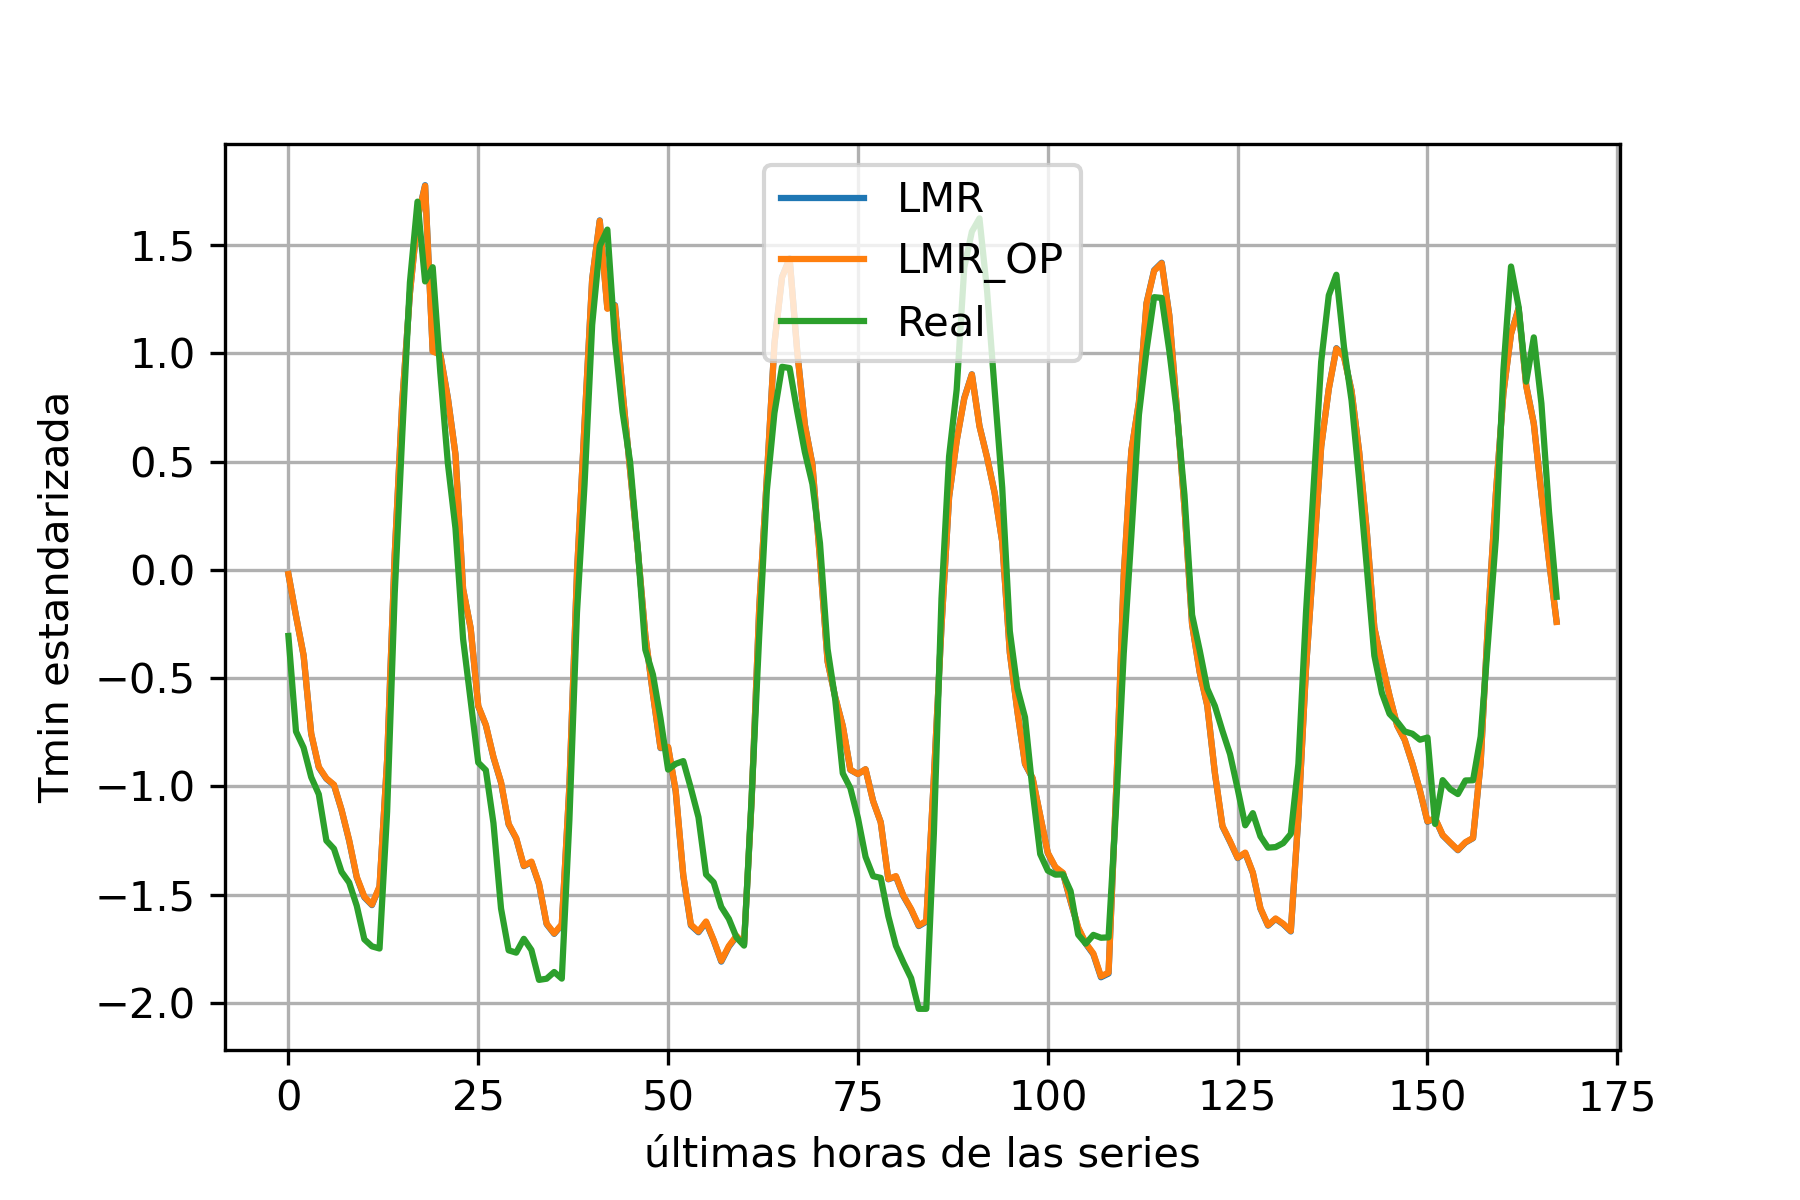 LMR
LMR_OP
Real
1.5
1.0
0.5
0.0
−0.5
−1.0
−1.5
−2.0
Tmin estandarizada
0 25 50 75 100 125 150 175
últimas horas de las series